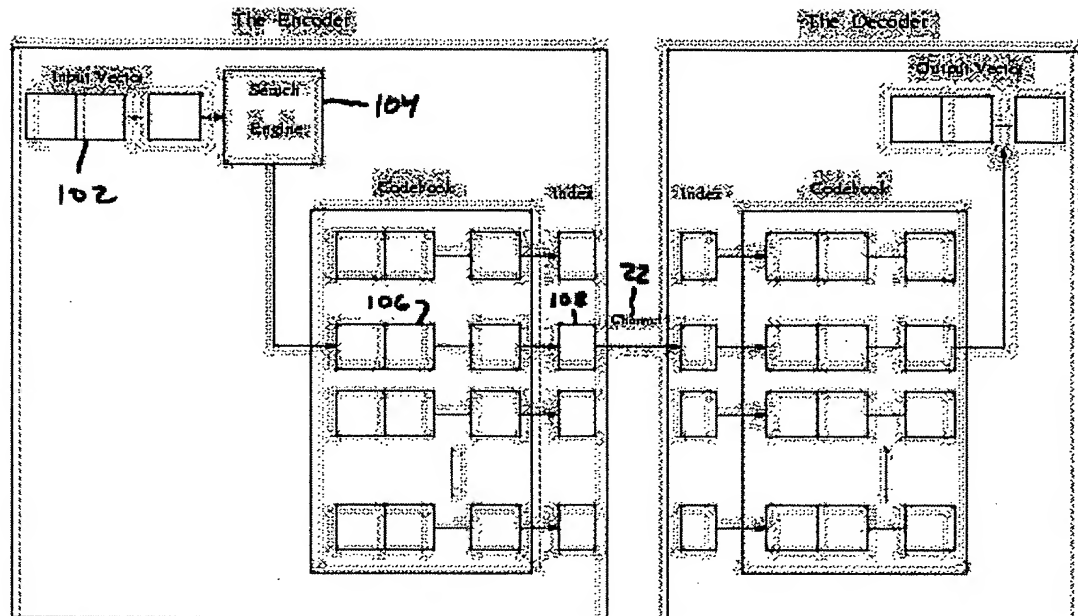 The Encoder
The Decoder
Input Vector
Search
Engine
104
102
Output Vector
Codebook
Index
Index
Codebook
22
106
108
Channel